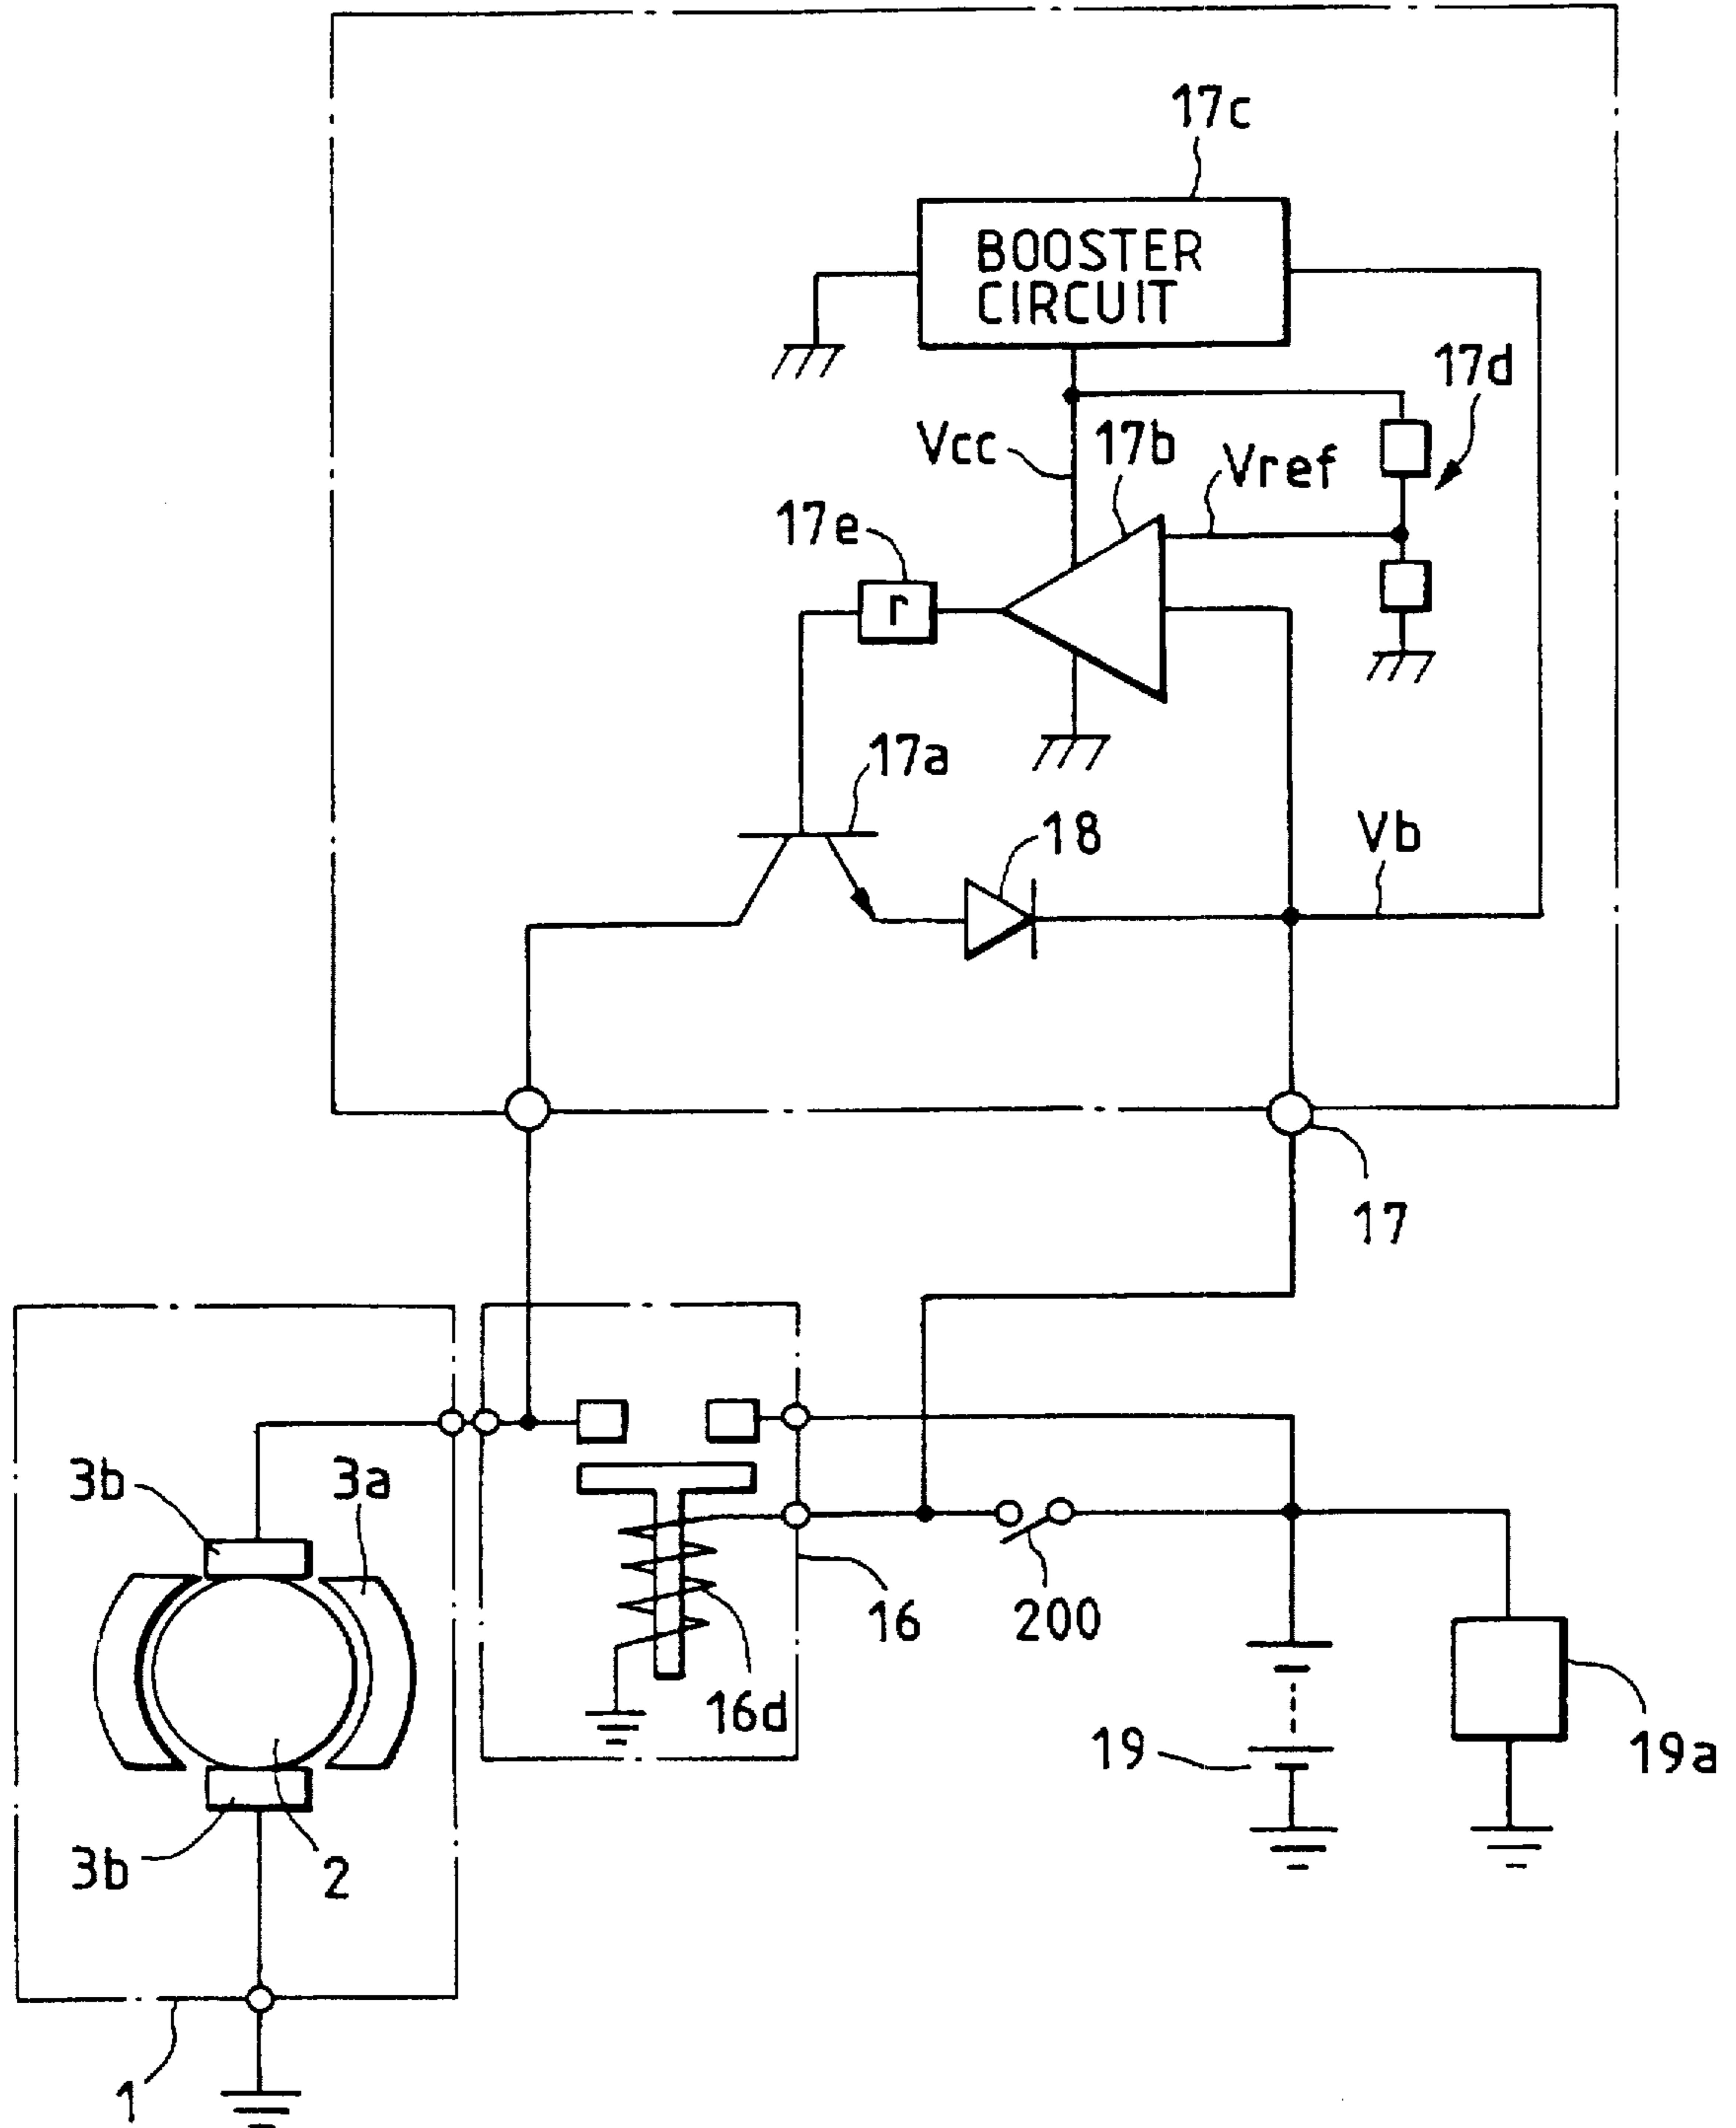 17c
BOOSTER
CIRCUIT
17d
Vcc
17b
Vref
17e
r
17a
18
Vb
17
3b
3a
16
200
16d
19
19a
3b
2
1